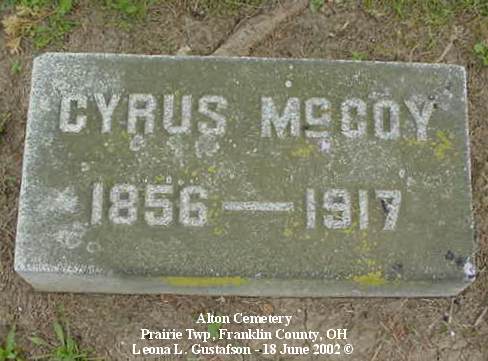 CYRUS McCOY
1856 — 1917
Alton Cemetery
Prairie Twp, Franklin County, OH
Leona L. Gustafson - 18 June 2002 ©